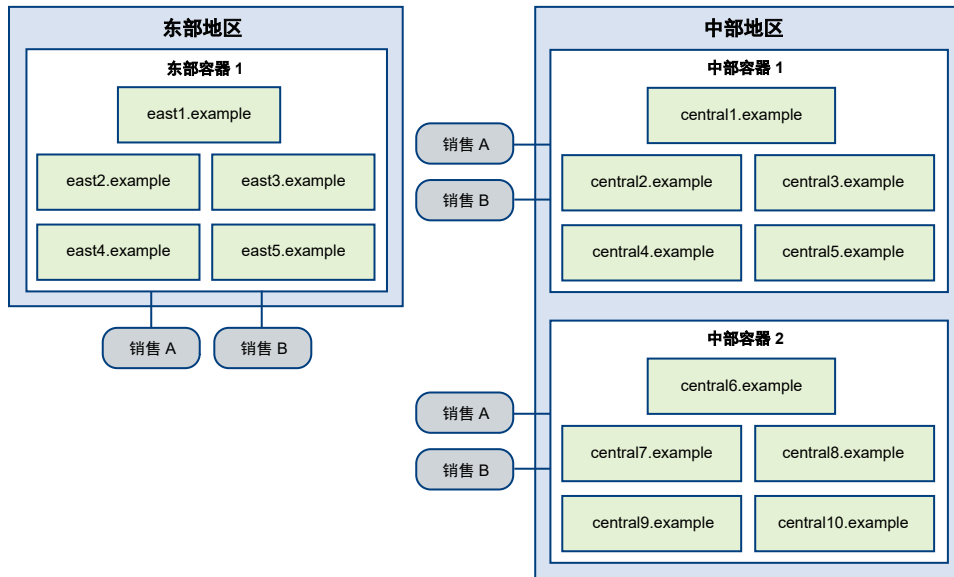 东部地区
东部容器 1
east1.example
east2.example
east3.example
east4.example
east5.example
销售 A
销售 B
中部地区
中部容器 1
central1.example
销售 A
central2.example
central3.example
销售 B
central4.example
central5.example
中部容器 2
central6.example
销售 A
central7.example
central8.example
销售 B
central9.example
central10.example